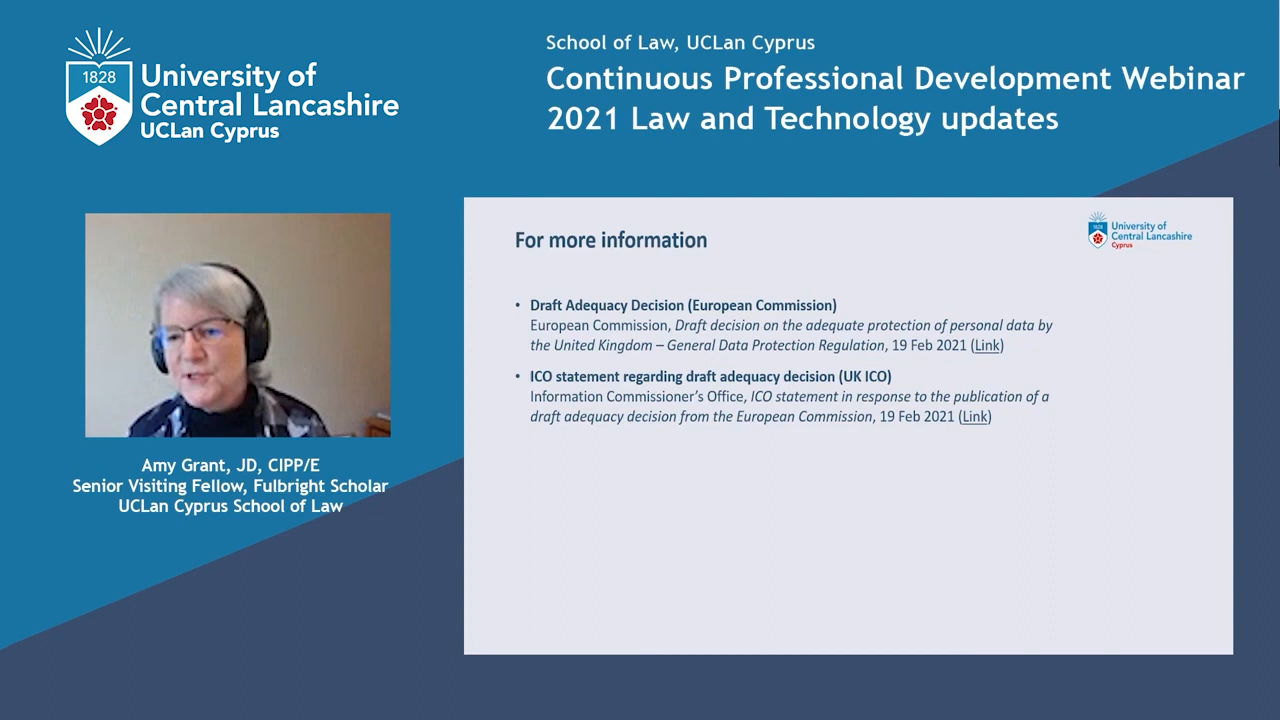 1828
University of
Central Lancashire
UCLan Cyprus
School of Law, UCLan Cyprus
Continuous Professional Development Webinar
2021 Law and Technology updates
Amy Grant, JD, CIPP/E
Senior Visiting Fellow, Fulbright Scholar
UCLan Cyprus School of Law
For more information
1828
University of
Central Lancashire
Cyprus
• Draft Adequacy Decision (European Commission)
European Commission, Draft decision on the adequate protection of personal data by
the United Kingdom – General Data Protection Regulation, 19 Feb 2021 (Link)
• ICO statement regarding draft adequacy decision (UK ICO)
Information Commissioner's Office, ICO statement in response to the publication of a
draft adequacy decision from the European Commission, 19 Feb 2021 (Link)